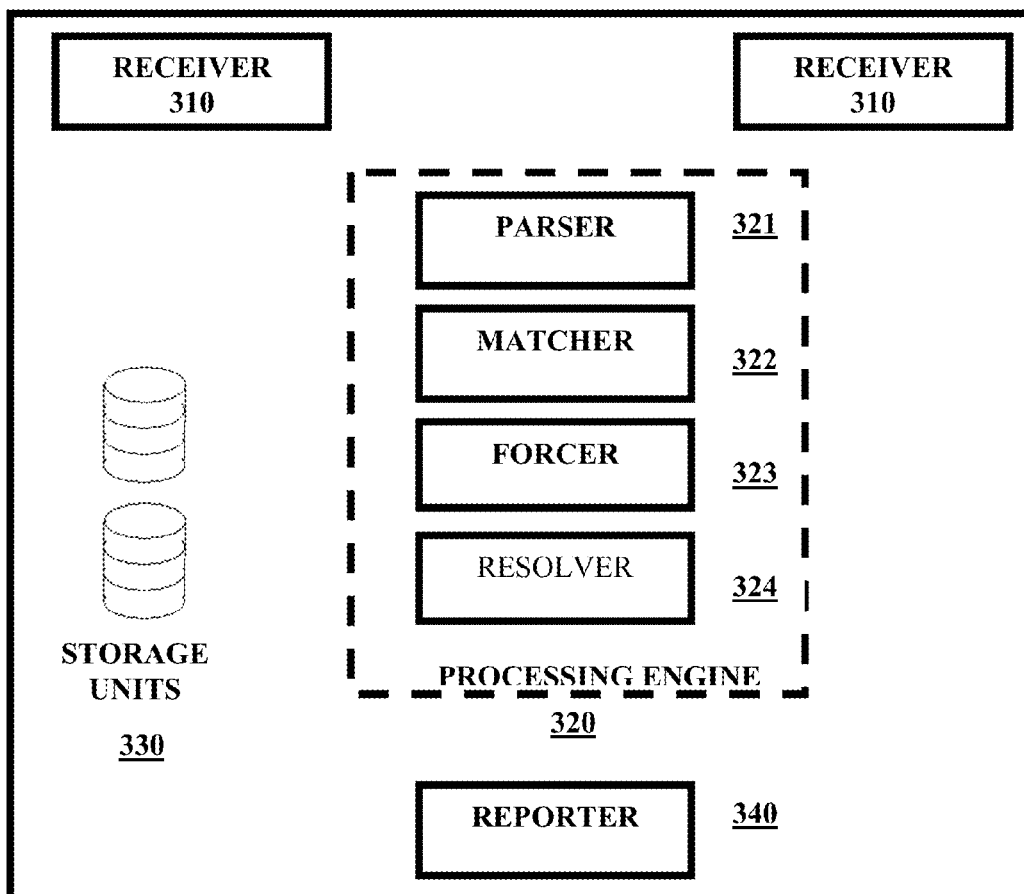 RECEIVER
310
RECEIVER
310
PARSER
321
MATCHER
322
FORCER
323
RESOLVER
324
STORAGE
UNITS
330
PROCESSING ENGINE
320
REPORTER
340